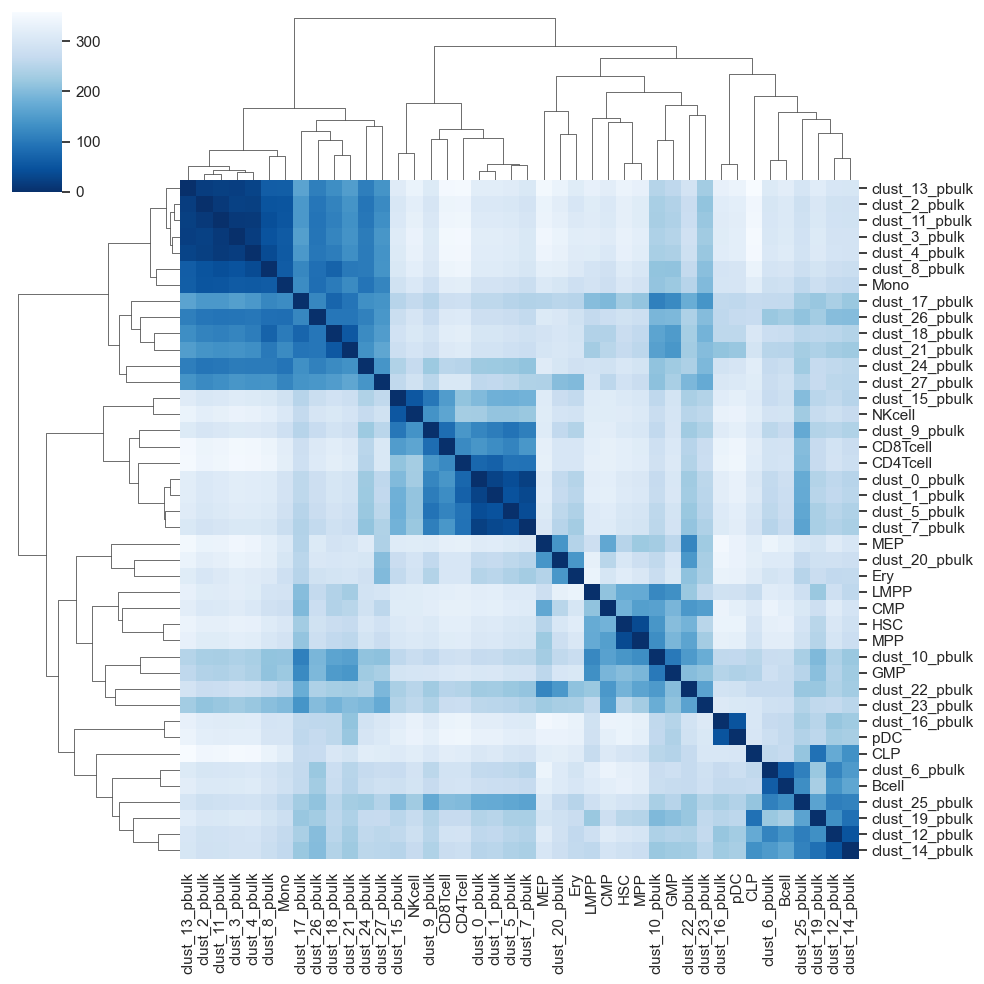 300
200
100
0
clust_13_pbulk
clust_2_pbulk
clust_11_pbulk
clust_3_pbulk
clust_4_pbulk
clust_8_pbulk
Mono
clust_17_pbulk
clust_26_pbulk
clust_18_pbulk
clust_21_pbulk
clust_24_pbulk
clust_27_pbulk
clust_15_pbulk
NKcell
clust_9_pbulk
CD8Tcell
CD4Tcell
clust_0_pbulk
clust_1_pbulk
clust_5_pbulk
clust_7_pbulk
MEP
clust_20_pbulk
Ery
LMPP
CMP
HSC
MPP
clust_10_pbulk
GMP
clust_22_pbulk
clust_23_pbulk
clust_16_pbulk
pDC
CLP
clust_6_pbulk
Bcell
clust_25_pbulk
clust_19_pbulk
clust_12_pbulk
clust_14_pbulk
clust_13_pbulk
clust_2_pbulk
clust_11_pbulk
clust_3_pbulk
clust_4_pbulk
clust_8_pbulk
Mono
clust_17_pbulk
clust_26_pbulk
clust_18_pbulk
clust_21_pbulk
clust_24_pbulk
clust_27_pbulk
clust_15_pbulk
NKcell
clust_9_pbulk
CD8Tcell
CD4Tcell
clust_0_pbulk
clust_1_pbulk
clust_5_pbulk
clust_7_pbulk
MEP
clust_20_pbulk
Ery
LMPP
CMP
HSC
MPP
clust_10_pbulk
GMP
clust_22_pbulk
clust_23_pbulk
clust_16_pbulk
pDC
CLP
clust_6_pbulk
Bcell
clust_25_pbulk
clust_19_pbulk
clust_12_pbulk
clust_14_pbulk